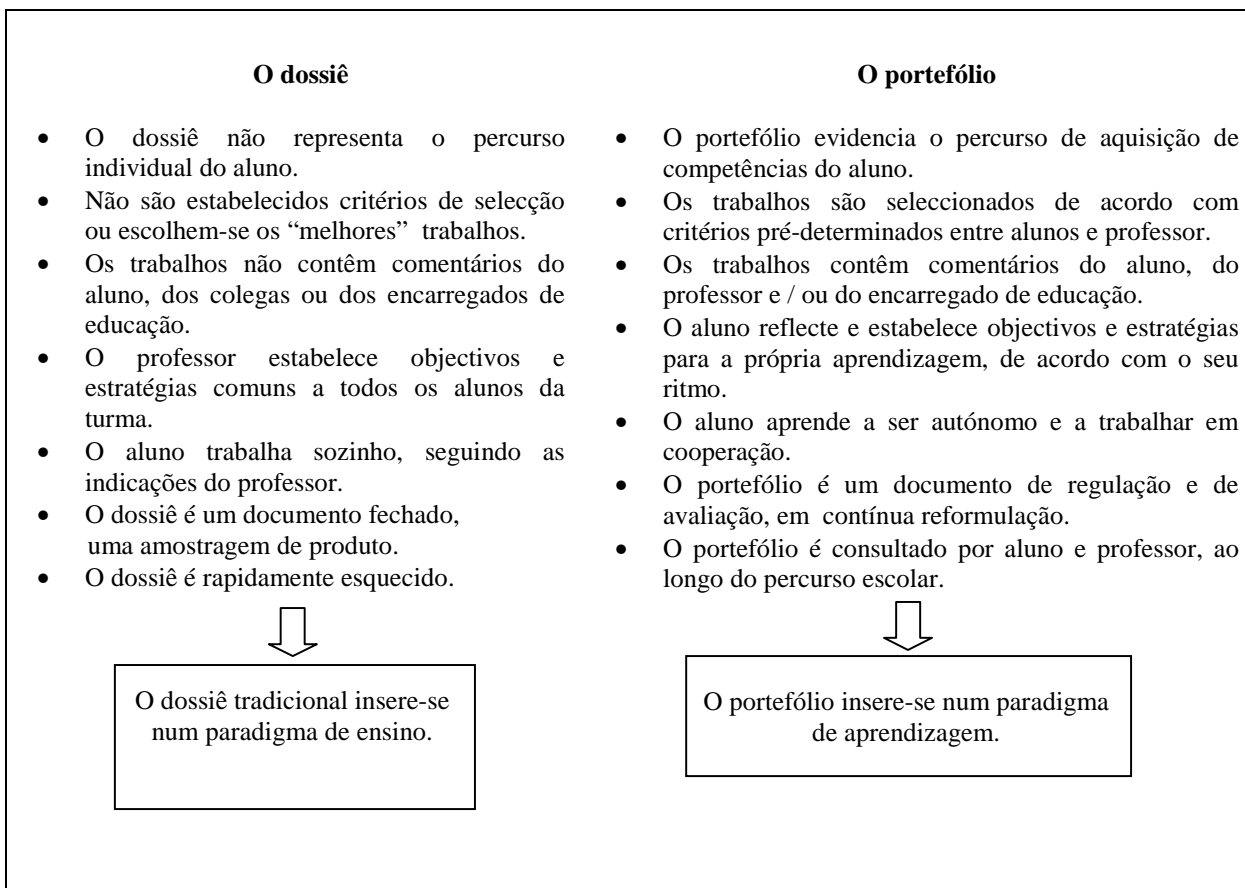 O dossiê
• O dossiê não representa o percurso
individual do aluno.
• Não são estabelecidos critérios de selecção
ou escolhem-se os “melhores” trabalhos.
• Os trabalhos não contêm comentários do
aluno, dos colegas ou dos encarregados de
educação.
• O professor estabelece objectivos e
estratégias comuns a todos os alunos da
turma.
• O aluno trabalha sozinho, seguindo as
indicações do professor.
• O dossiê é um documento fechado,
uma amostragem de produto.
• O dossiê é rapidamente esquecido.
O dossiê tradicional insere-se
num paradigma de ensino.
O portefólio
• O portefólio evidencia o percurso de aquisição de
competências do aluno.
• Os trabalhos são seleccionados de acordo com
critérios pré-determinados entre alunos e professor.
• Os trabalhos contêm comentários do aluno, do
professor e / ou do encarregado de educação.
• O aluno reflecte e estabelece objectivos e estratégias
para a própria aprendizagem, de acordo com o seu
ritmo.
• O aluno aprende a ser autónomo e a trabalhar em
cooperação.
• O portefólio é um documento de regulação e de
avaliação, em contínua reformulação.
• O portefólio é consultado por aluno e professor, ao
longo do percurso escolar.
O portefólio insere-se num paradigma
de aprendizagem.